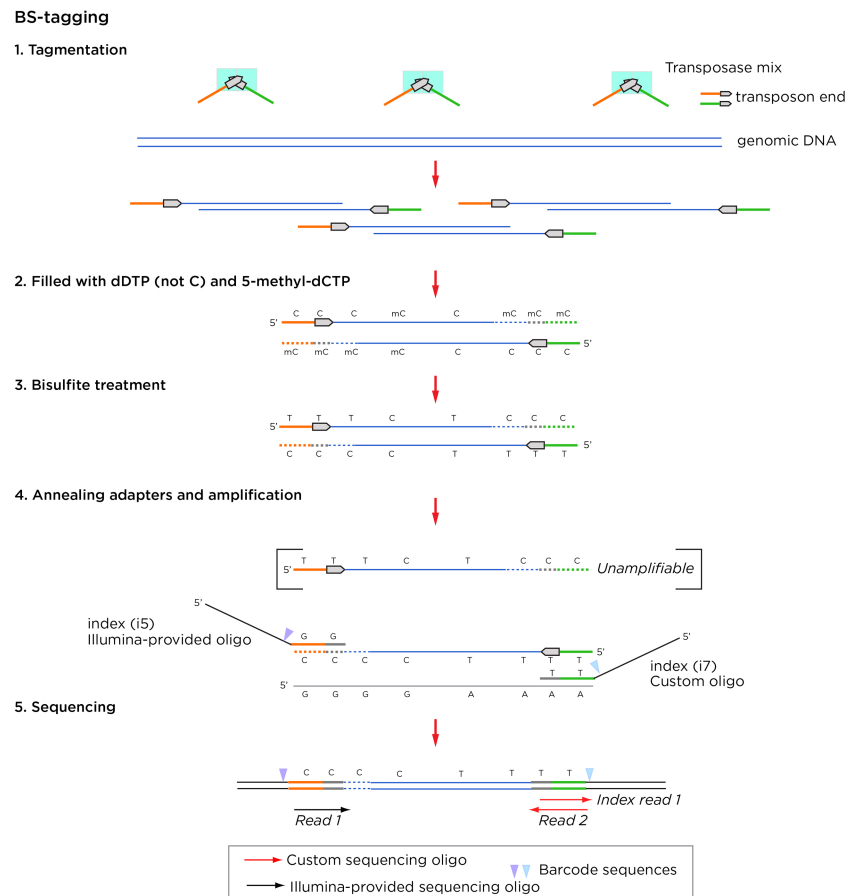 BS-tagging
1. Tagmentation
Transposase mix
transposon end
genomic DNA
2. Filled with dDTP (not C) and 5-methyl-dCTP
C C C mC C mC mC mC
5'
5'
mC mC mC mC C C C C
3. Bisulfite treatment
T T T C T C C C
5'
5'
C C C C T T T T
4. Annealing adapters and amplification
T T T C T C C C
5'
Unamplifiable
5'
index (i5)
Illumina-provided oligo
G G
5'
5'
C C C C T T T T
index (i7)
Custom oligo
T T
5'
G G G G A A A A
5. Sequencing
C C C C T T T T
Index read 1
Read 1
Read 2
Custom sequencing oligo
Barcode sequences
Illumina-provided sequencing oligo